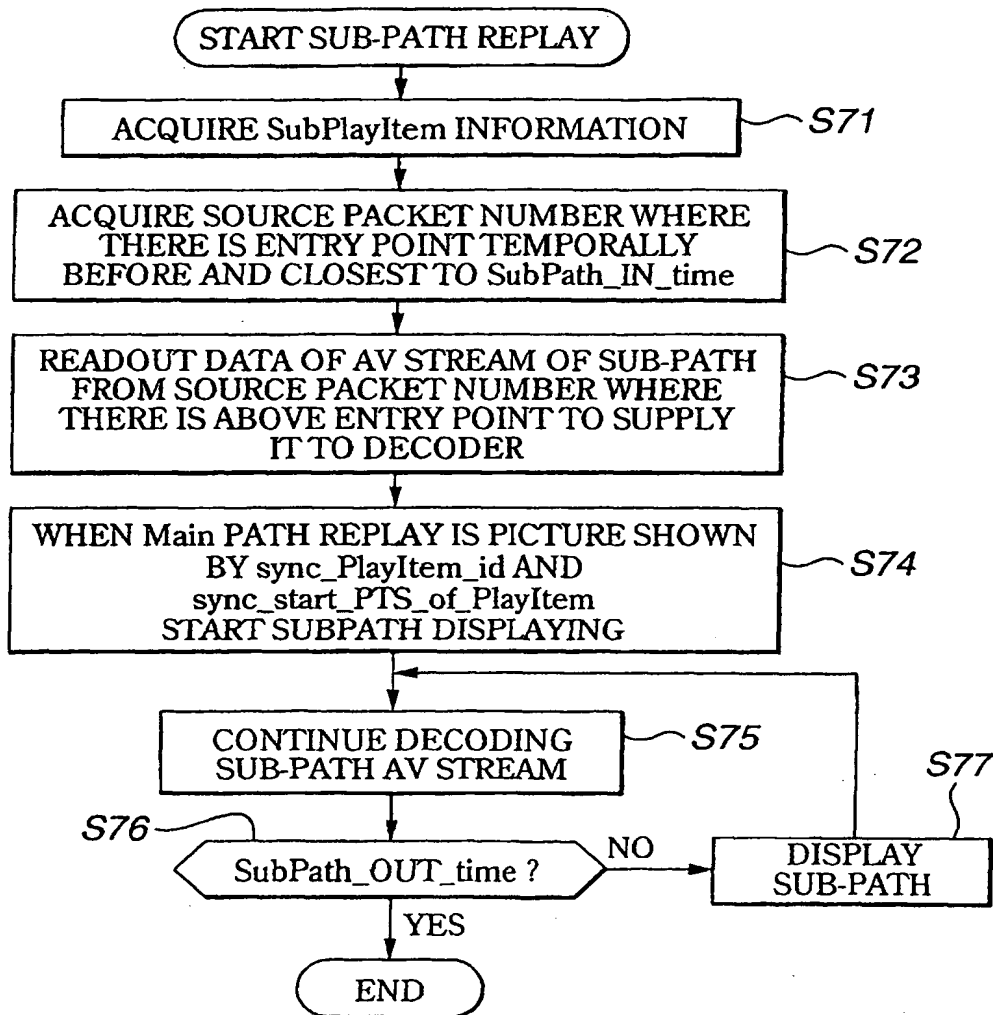 START SUB-PATH REPLAY
ACQUIRE SubPlayItem INFORMATION
S71
ACQUIRE SOURCE PACKET NUMBER WHERE
THERE IS ENTRY POINT TEMPORALLY
BEFORE AND CLOSEST TO SubPath_IN_time
S72
READOUT DATA OF AV STREAM OF SUB-PATH
FROM SOURCE PACKET NUMBER WHERE
THERE IS ABOVE ENTRY POINT TO SUPPLY
IT TO DECODER
S73
WHEN Main PATH REPLAY IS PICTURE SHOWN
BY sync_PlayItem_id AND
sync_start_PTS_of_PlayItem
START SUBPATH DISPLAYING
S74
CONTINUE DECODING
SUB-PATH AV STREAM
S75
S76
SubPath_OUT_time ?
NO
S77
DISPLAY
SUB-PATH
YES
END